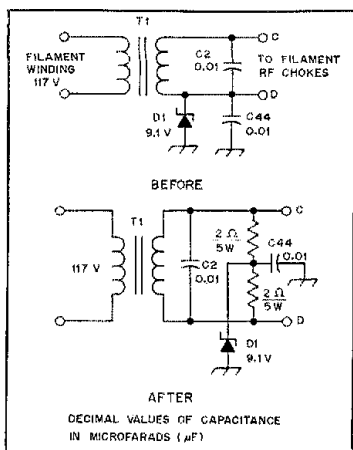 T1
FILAMENT
WINDING
117 V
C2
0.01
C
TO FILAMENT
RF CHOKES
D
D1
9.1 V
C44
0.01
BEFORE
T1
117 V
C2
0.01
C
2 Ω
5W
C44
0.01
2 Ω
5W
D
D1
9.1V
AFTER
DECIMAL VALUES OF CAPACITANCE
IN MICROFARADS (µF)